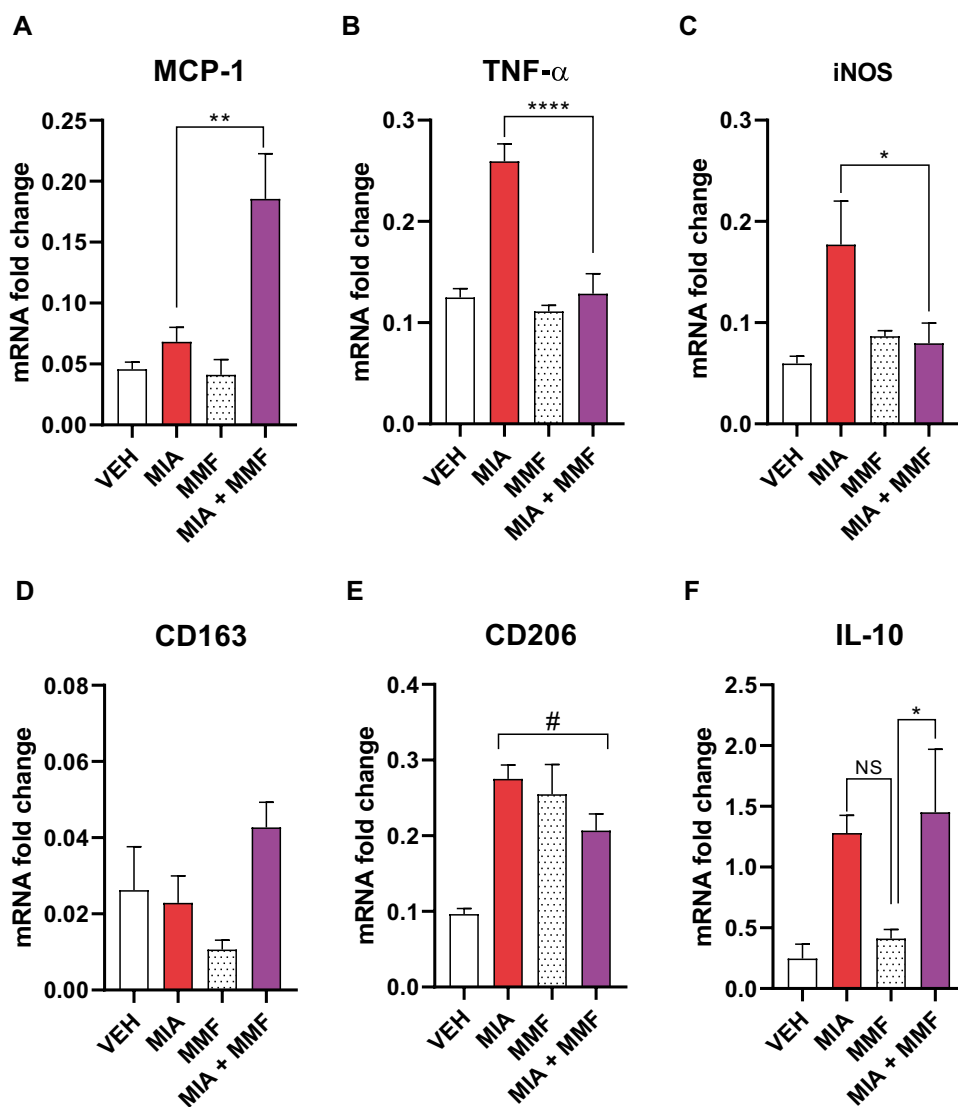 A
MCP-1
mRNA fold change
0.25
0.20
0.15
0.10
0.05
0.00
**
VEH
MIA
MMF
MIA + MMF
B
TNF-α
mRNA fold change
0.3
0.2
0.1
0.0
****
VEH
MIA
MMF
MIA + MMF
C
iNOS
mRNA fold change
0.3
0.2
0.1
0.0
*
VEH
MIA
MMF
MIA + MMF
D
CD163
mRNA fold change
0.08
0.06
0.04
0.02
0.00
VEH
MIA
MMF
MIA + MMF
E
CD206
mRNA fold change
0.4
0.3
0.2
0.1
0.0
#
VEH
MIA
MMF
MIA + MMF
F
IL-10
mRNA fold change
2.5
2.0
1.5
1.0
0.5
0.0
NS
*
VEH
MIA
MMF
MIA + MMF